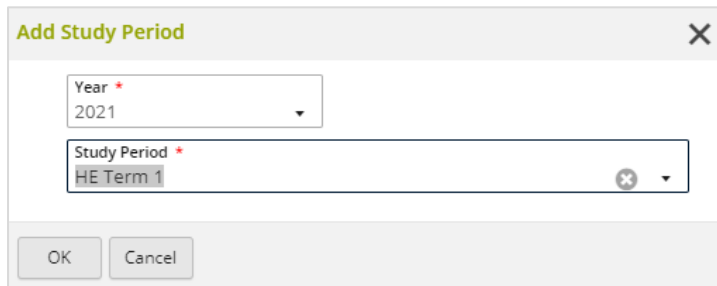 Add Study Period
Year *
2021
Study Period *
HE Term 1
OK Cancel